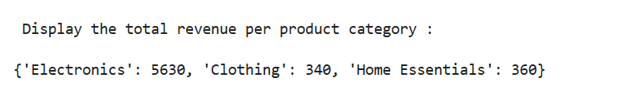 Display the total revenue per product category :
{'Electronics': 5630, 'Clothing': 340, 'Home Essentials': 360}